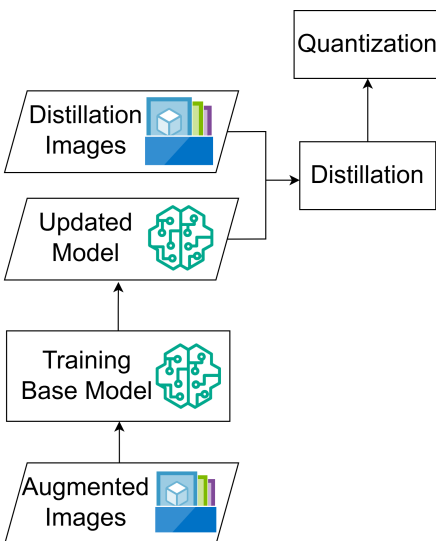 Quantization
Distillation
Images
Distillation
Updated
Model
Training
Base Model
Augmented
Images